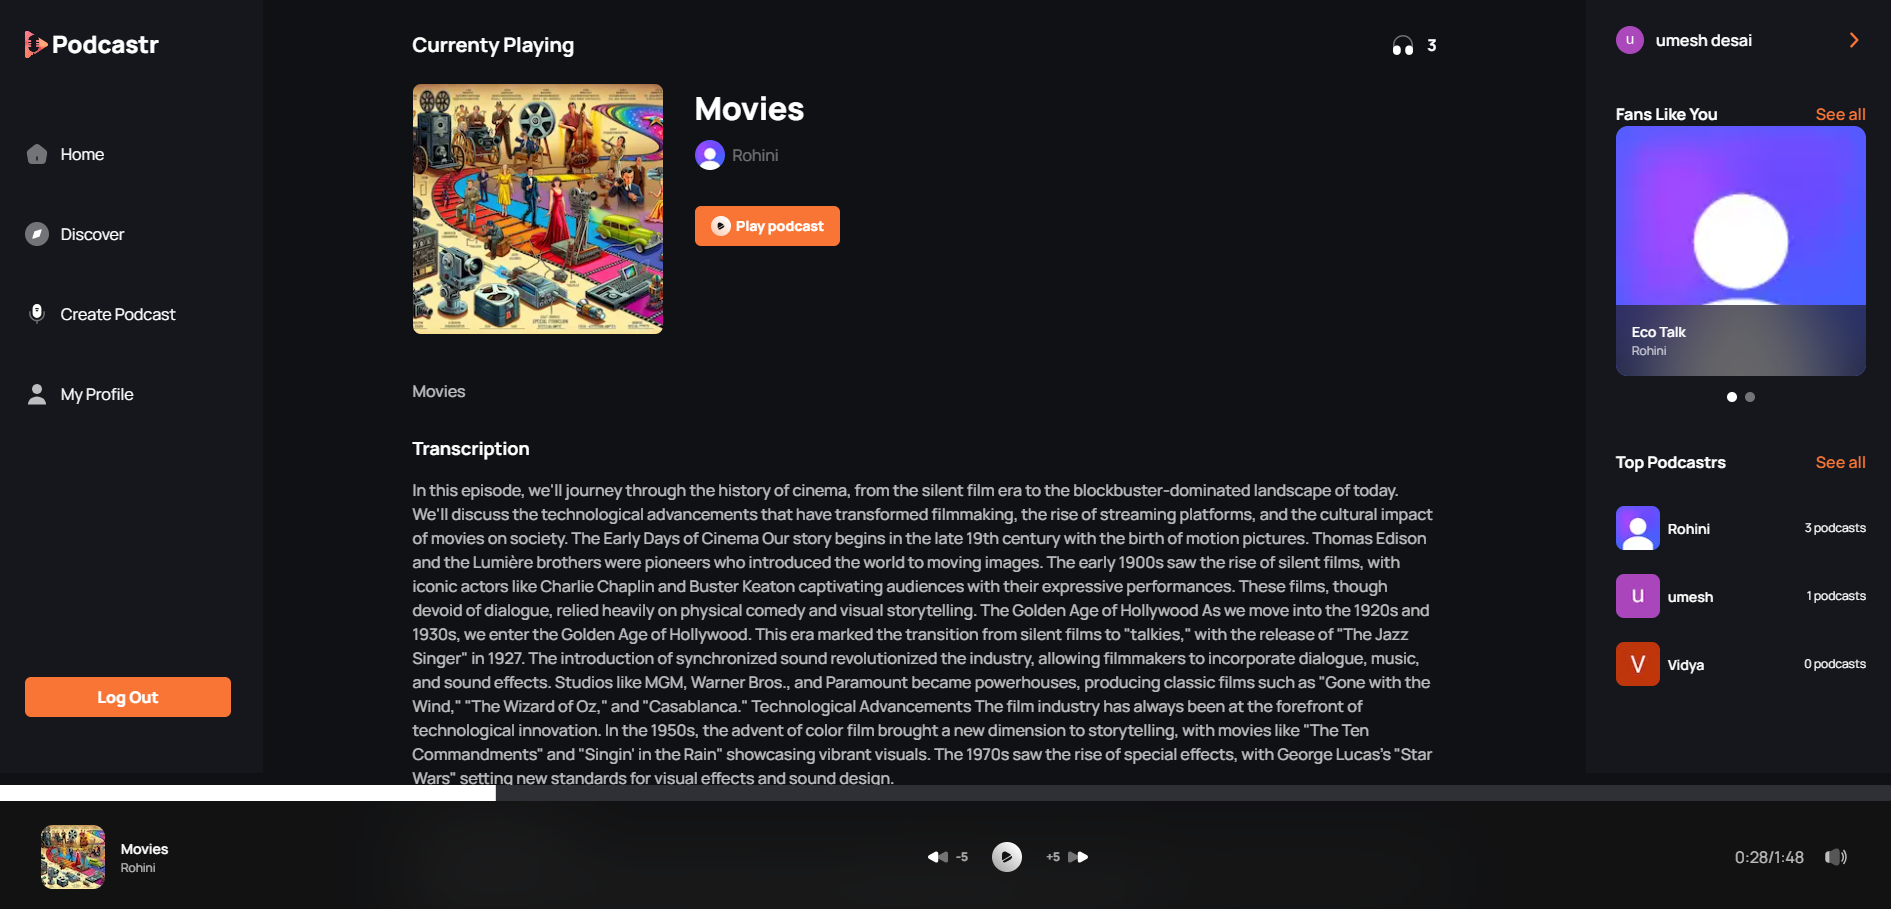 Podcastr
Home
Discover
Create Podcast
My Profile
Log Out
Currenty Playing
3
Movies
Rohini
Play podcast
Movies
Transcription
In this episode, we'll journey through the history of cinema, from the silent film era to the blockbuster-dominated landscape of today.
We'll discuss the technological advancements that have transformed filmmaking, the rise of streaming platforms, and the cultural impact
of movies on society. The Early Days of Cinema Our story begins in the late 19th century with the birth of motion pictures. Thomas Edison
and the Lumière brothers were pioneers who introduced the world to moving images. The early 1900s saw the rise of silent films, with
iconic actors like Charlie Chaplin and Buster Keaton captivating audiences with their expressive performances. These films, though
devoid of dialogue, relied heavily on physical comedy and visual storytelling. The Golden Age of Hollywood As we move into the 1920s and
1930s, we enter the Golden Age of Hollywood. This era marked the transition from silent films to "talkies," with the release of "The Jazz
Singer" in 1927. The introduction of synchronized sound revolutionized the industry, allowing filmmakers to incorporate dialogue, music,
and sound effects. Studios like MGM, Warner Bros., and Paramount became powerhouses, producing classic films such as "Gone with the
Wind," "The Wizard of Oz," and "Casablanca." Technological Advancements The film industry has always been at the forefront of
technological innovation. In the 1950s, the advent of color film brought a new dimension to storytelling, with movies like "The Ten
Commandments" and "Singin' in the Rain" showcasing vibrant visuals. The 1970s saw the rise of special effects, with George Lucas's "Star
Wars" setting new standards for visual effects and sound design.
u
umesh desai
Fans Like You
See all
Eco Talk
Rohini
Top Podcastrs
See all
Rohini
3 podcasts
u
umesh
1 podcasts
V
Vidya
0 podcasts
Movies
Rohini
-5
+5
0:28/1:48